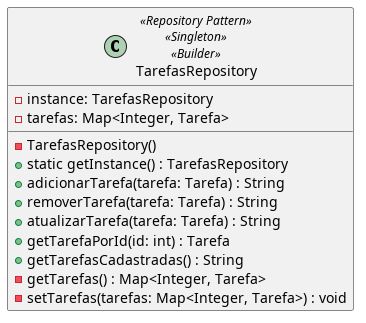 «Repository Pattern»
«Singleton»
«Builder»
C TarefasRepository
instance: TarefasRepository
tarefas: Map<Integer, Tarefa>
TarefasRepository()
static getInstance() : TarefasRepository
adicionarTarefa(tarefa: Tarefa) : String
removerTarefa(tarefa: Tarefa) : String
atualizarTarefa(tarefa: Tarefa) : String
getTarefaPorId(id: int) : Tarefa
getTarefasCadastradas() : String
getTarefas() : Map<Integer, Tarefa>
setTarefas(tarefas: Map<Integer, Tarefa>) : void